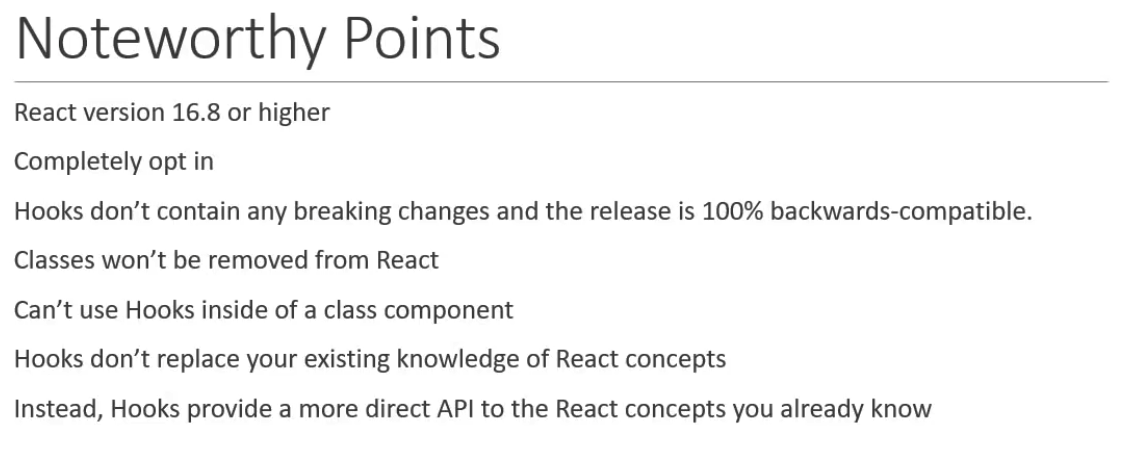 Noteworthy Points
React version 16.8 or higher
Completely opt in
Hooks don’t contain any breaking changes and the release is 100% backwards-compatible.
Classes won’t be removed from React
Can’t use Hooks inside of a class component
Hooks don’t replace your existing knowledge of React concepts
Instead, Hooks provide a more direct API to the React concepts you already know